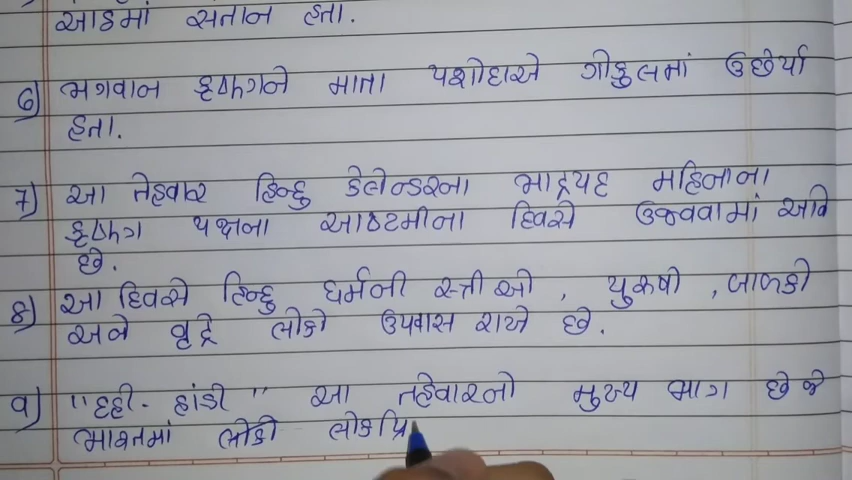 આઠમાં સંતાન હતા.
6) ભગવાન કૃષ્ણને માતા યશોદાએ ગોકુલમાં ઉછેર્યા
હતા.
7) આ તેહવાર હિન્દુ કેલેન્ડરના ભાદ્રપદ મહિનાના
કૃષ્ણ પક્ષના આઠમીના દિવસે ઉજવવામાં આવે
છે.
8) આ દિવસે હિન્દુ ધર્મની સ્ત્રીઓ, પુરુષો, બાળકો
અને વૃદ્ધ લોકો ઉપવાસ રાખે છે.
9) "દહીં-હાંડી" આ તહેવારનો મુખ્ય ભાગ છે જે
ભારતમાં લોકો લોકપ્રિ